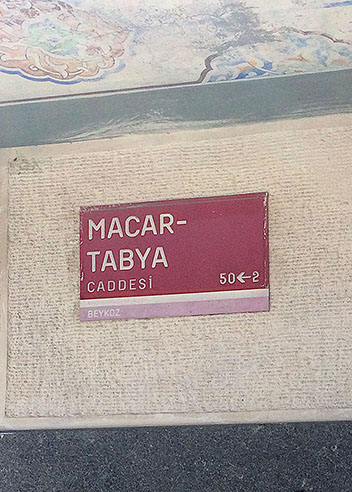 MACAR-
TABYA
CADDESİ 50←2
BEYKOZ